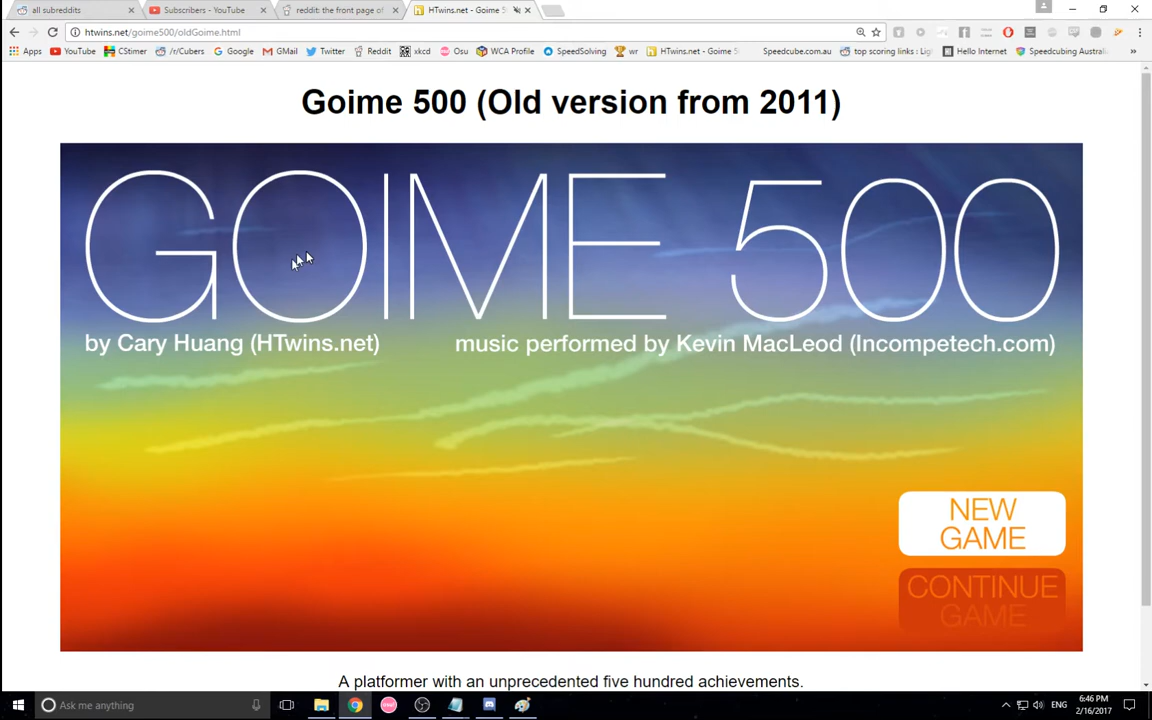 all subreddits
Subscribers - YouTube
reddit: the front page of
HTwins.net - Goime 5
htwins.net/goime500/oldGoime.html
Apps
YouTube
CStimer
/r/Cubers
Google
GMail
Twitter
Reddit
xkcd
Osu
WCA Profile
SpeedSolving
wr
HTwins.net - Goime 5
Speedcube.com.au
top scoring links : Lea
Hello Internet
Speedcubing Austral
Goime 500 (Old version from 2011)
GOIME 500
by Cary Huang (HTwins.net)
music performed by Kevin MacLeod (Incompetech.com)
NEW
GAME
CONTINUE
GAME
A platformer with an unprecedented five hundred achievements.
Ask me anything
ENG
6:46 PM
2/16/2017